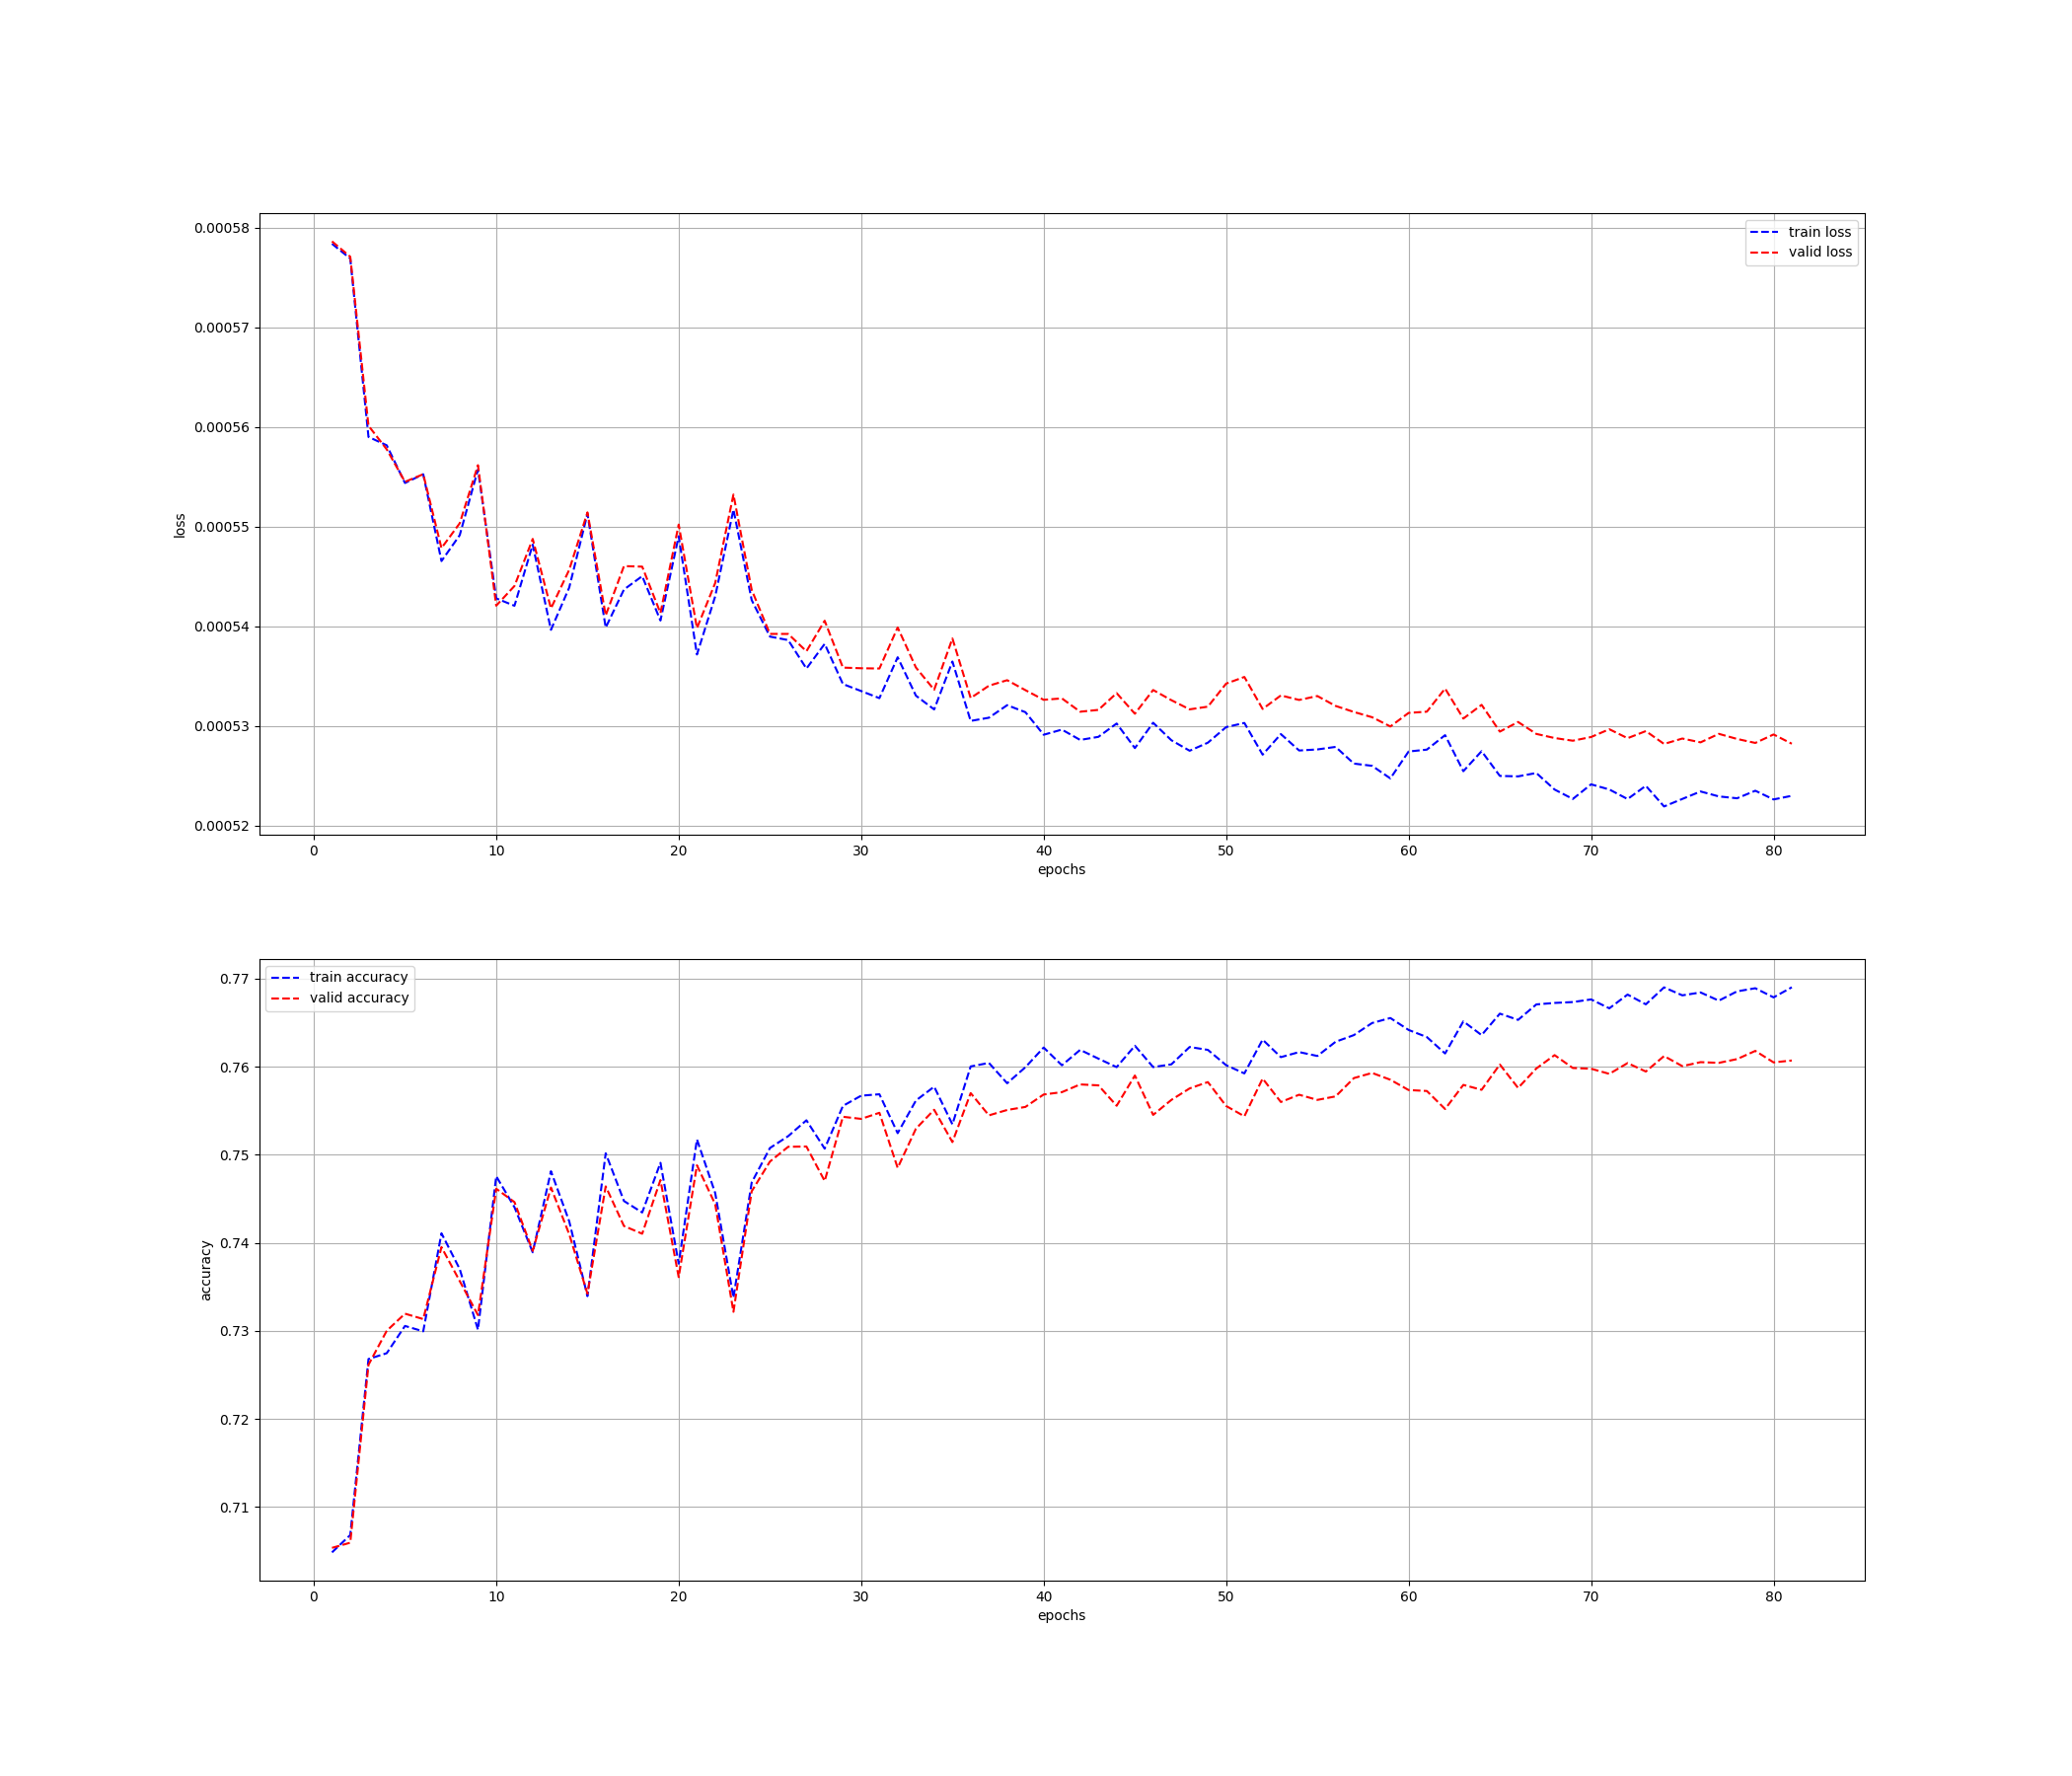 0.00058
0.00057
0.00056
0.00055
0.00054
0.00053
0.00052
loss
train loss
valid loss
0 10 20 30 40 50 60 70 80
epochs
0.77
0.76
0.75
0.74
0.73
0.72
0.71
accuracy
train accuracy
valid accuracy
0 10 20 30 40 50 60 70 80
epochs